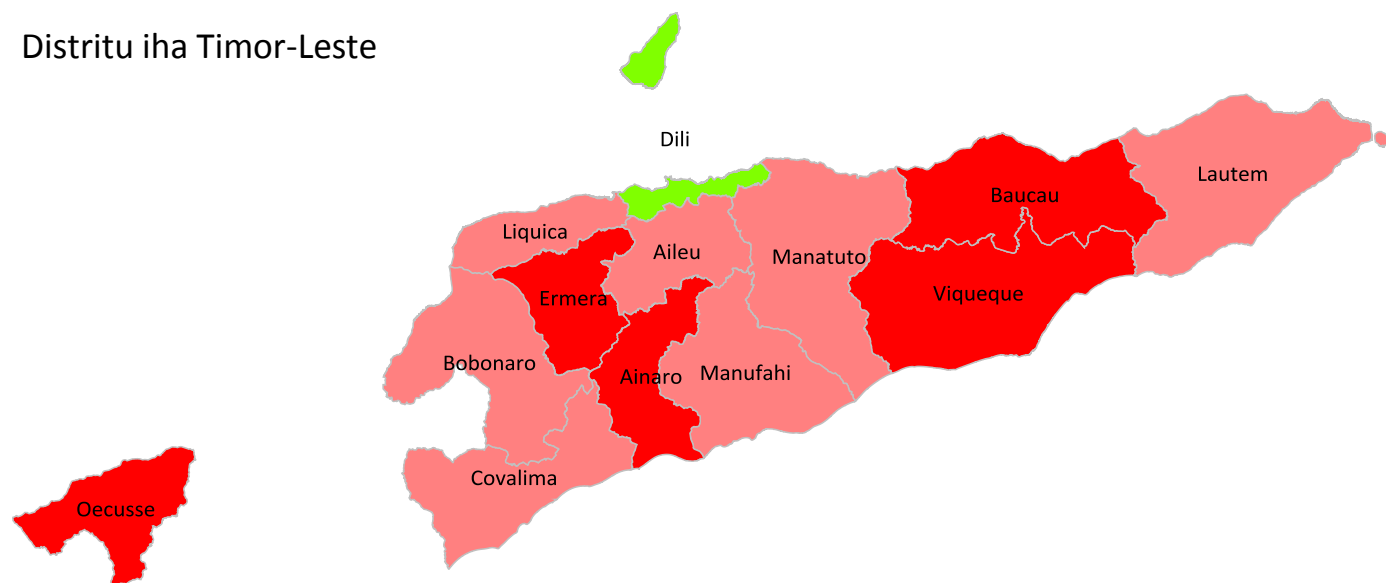 Distritu iha Timor-Leste
Dili
Lautem
Baucau
Liquica
Aileu
Manatuto
Viqueque
Ermera
Bobonaro
Ainaro
Manufahi
Covalima
Oecusse